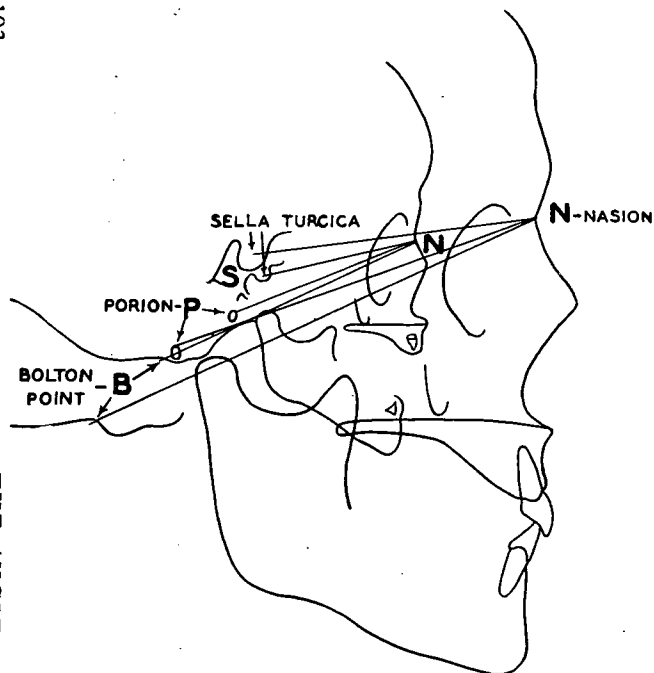 SELLA TURCICA
S
N
N-NASION
PORION-P
BOLTON
POINT
-B